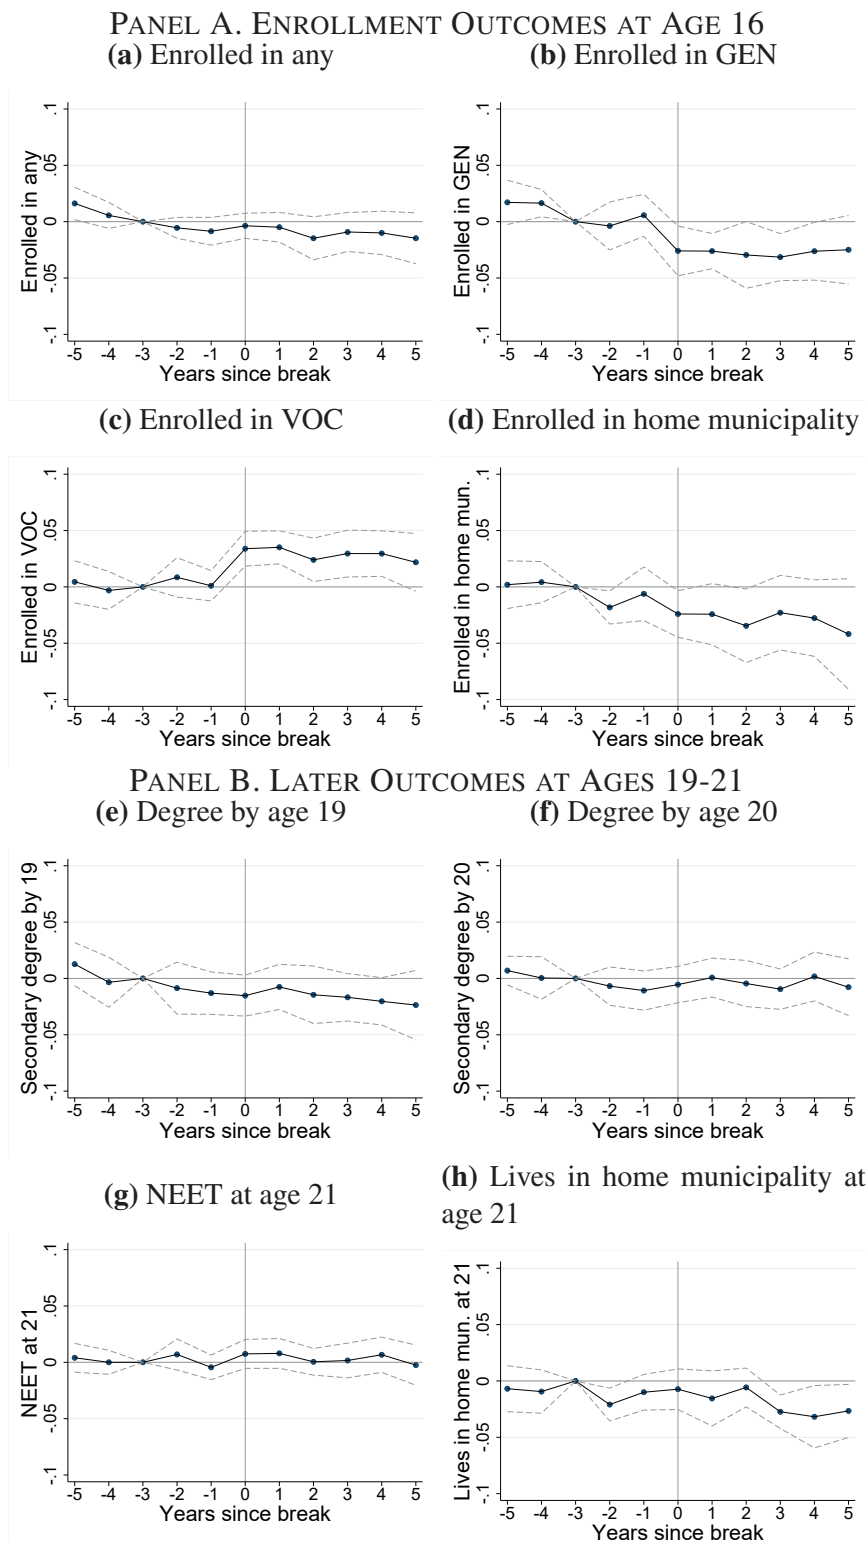 PANEL A. ENROLLMENT OUTCOMES AT AGE 16
(a) Enrolled in any
.1
.05
0
-.05
-.1
Enrolled in any
-5 -4 -3 -2 -1 0 1 2 3 4 5
Years since break
(b) Enrolled in GEN
.1
.05
0
-.05
-.1
Enrolled in GEN
-5 -4 -3 -2 -1 0 1 2 3 4 5
Years since break
(c) Enrolled in VOC
.1
.05
0
-.05
-.1
Enrolled in VOC
-5 -4 -3 -2 -1 0 1 2 3 4 5
Years since break
(d) Enrolled in home municipality
.1
.05
0
-.05
-.1
Enrolled in home mun.
-5 -4 -3 -2 -1 0 1 2 3 4 5
Years since break
PANEL B. LATER OUTCOMES AT AGES 19-21
(e) Degree by age 19
.1
.05
0
-.05
-.1
Secondary degree by 19
-5 -4 -3 -2 -1 0 1 2 3 4 5
Years since break
(f) Degree by age 20
.1
.05
0
-.05
-.1
Secondary degree by 20
-5 -4 -3 -2 -1 0 1 2 3 4 5
Years since break
(g) NEET at age 21
.1
.05
0
-.05
-.1
NEET at 21
-5 -4 -3 -2 -1 0 1 2 3 4 5
Years since break
(h) Lives in home municipality at
age 21
.1
.05
0
-.05
-.1
Lives in home mun. at 21
-5 -4 -3 -2 -1 0 1 2 3 4 5
Years since break